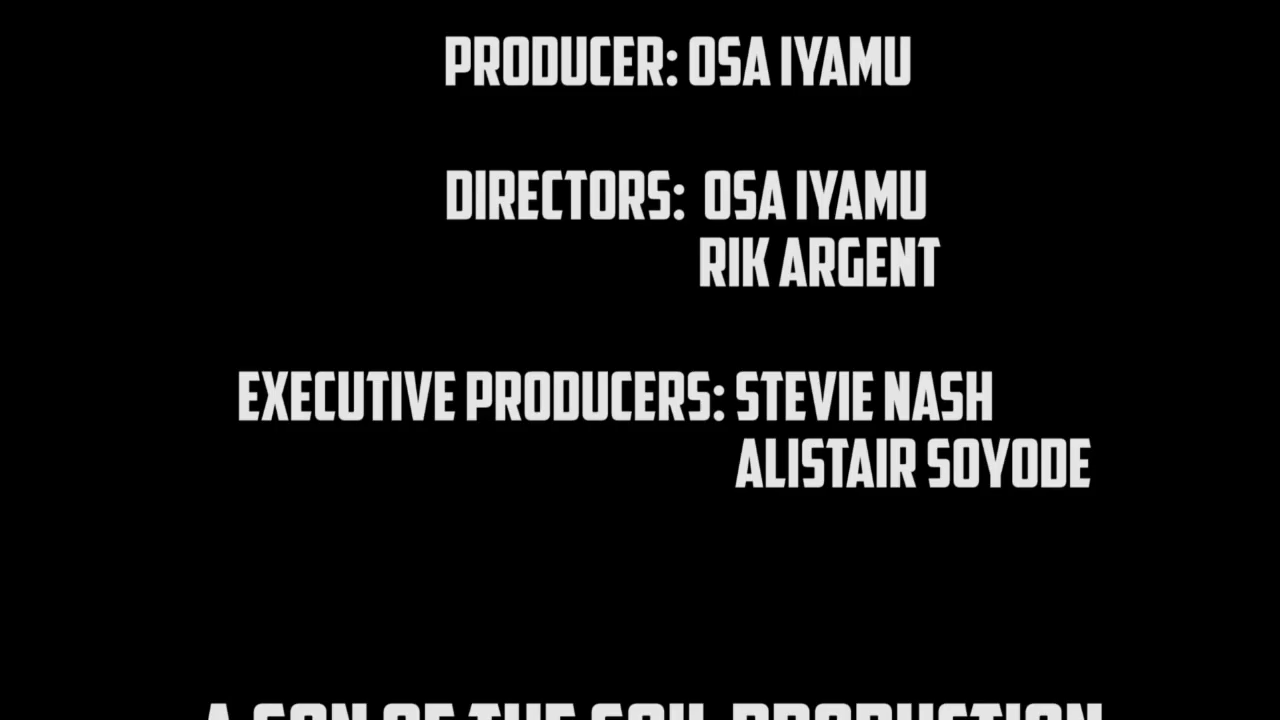 PRODUCER: OSA IYAMU
DIRECTORS: OSA IYAMU
RIK ARGENT
EXECUTIVE PRODUCERS: STEVIE NASH
ALISTAIR SOYODE
A SON OF THE SOIL PRODUCTION